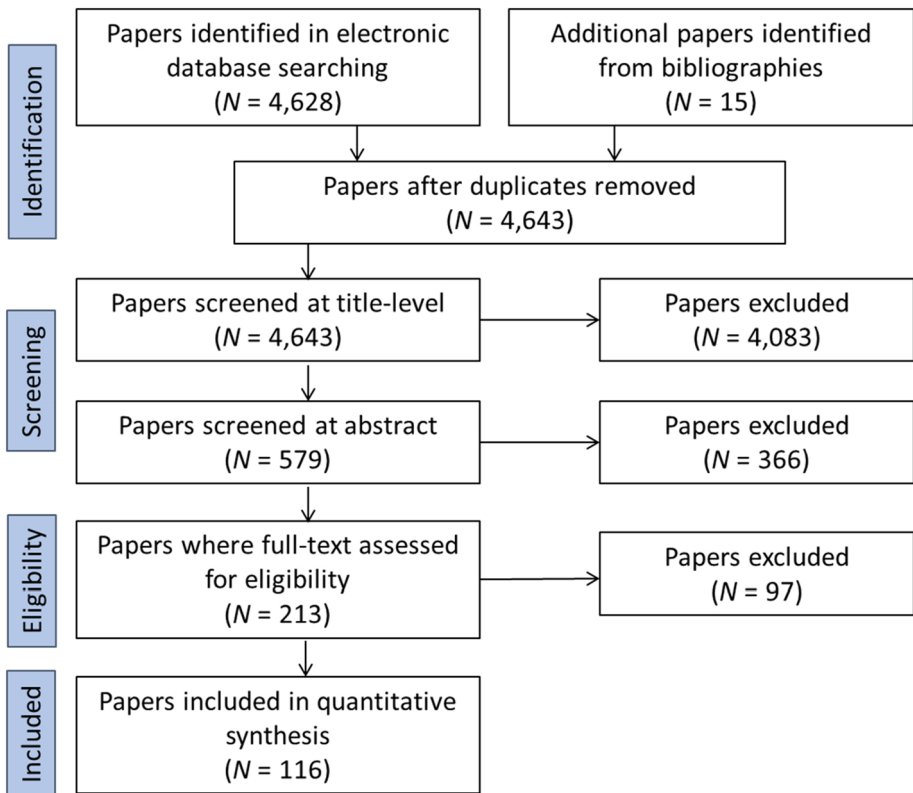 Identification
Papers identified in electronic
database searching
(N = 4,628)
Additional papers identified
from bibliographies
(N = 15)
Papers after duplicates removed
(N = 4,643)
Screening
Papers screened at title-level
(N = 4,643)
Papers excluded
(N = 4,083)
Papers screened at abstract
(N = 579)
Papers excluded
(N = 366)
Eligibility
Papers where full-text assessed
for eligibility
(N = 213)
Papers excluded
(N = 97)
Included
Papers included in quantitative
synthesis
(N = 116)